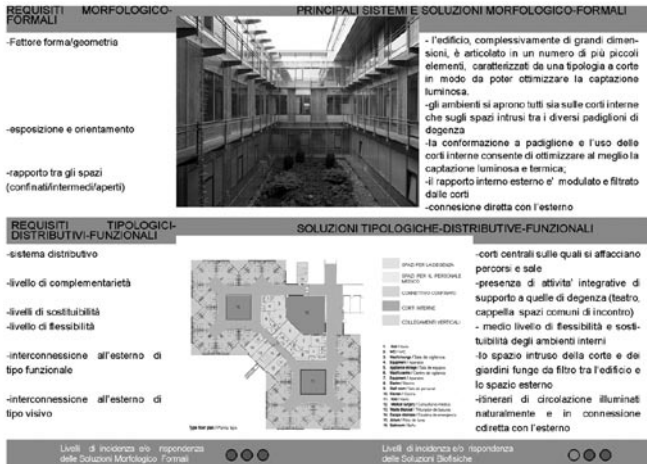 REQUISITI MORFOLOGICO-
FORMALI
PRINCIPALI SISTEMI E SOLUZIONI MORFOLOGICO-FORMALI
-Fattore forma/geometria
-esposizione e orientamento
-rapporto tra gli spazi
(confinati/intermedi/aperti)
- l'edificio, complessivamente di grandi dimen-
sioni, è articolato in un numero di più piccoli
elementi, caratterizzati da una tipologia a corte
in modo da poter ottimizzare la captazione
luminosa.
-gli ambienti si aprono tutti sia sulle corti interne
che sugli spazi intrusi tra i diversi padiglioni di
degenza
-la conformazione a padiglione e l'uso delle
corti interne consente di ottimizzare al meglio la
captazione luminosa e termica;
-il rapporto interno esterno e' modulato e filtrato
dalle corti
-connesione diretta con l'esterno
REQUISITI TIPOLOGICI-
DISTRIBUTIVI-FUNZIONALI
SOLUZIONI TIPOLOGICHE-DISTRIBUTIVE-FUNZIONALI
-sistema distributivo
-livello di complementarietà
-livelli di sostituibilità
-livello di flessibilità
-interconnessione all'esterno di
tipo funzionale
-interconnessione all'esterno di
tipo visivo
SPAZI PER LA DEGENZA
SPAZI PER IL PERSONALE
MEDICO
CONNETTIVO CONFINATO
CORTI INTERNE
COLLEGAMENTI VERTICALI
-corti centrali sulle quali si affacciano
percorsi e sale
-presenza di attivita' integrative di
supporto a quelle di degenza (teatro,
cappella spazi comuni di incontro)
- medio livello di flessibilità e sosti-
tuibilità degli ambienti interni
-lo spazio intruso della corte e dei
giardini funge da filtro tra l'edificio e
lo spazio esterno
-itinerari di circolazione illuminati
naturalmente e in connessione
cdiretta con l'esterno
Livelli di incidenza e/o rispondenza
delle Soluzioni Morfologico Formali
Livelli di incidenza e/o rispondenza
delle Soluzioni Biofisiche